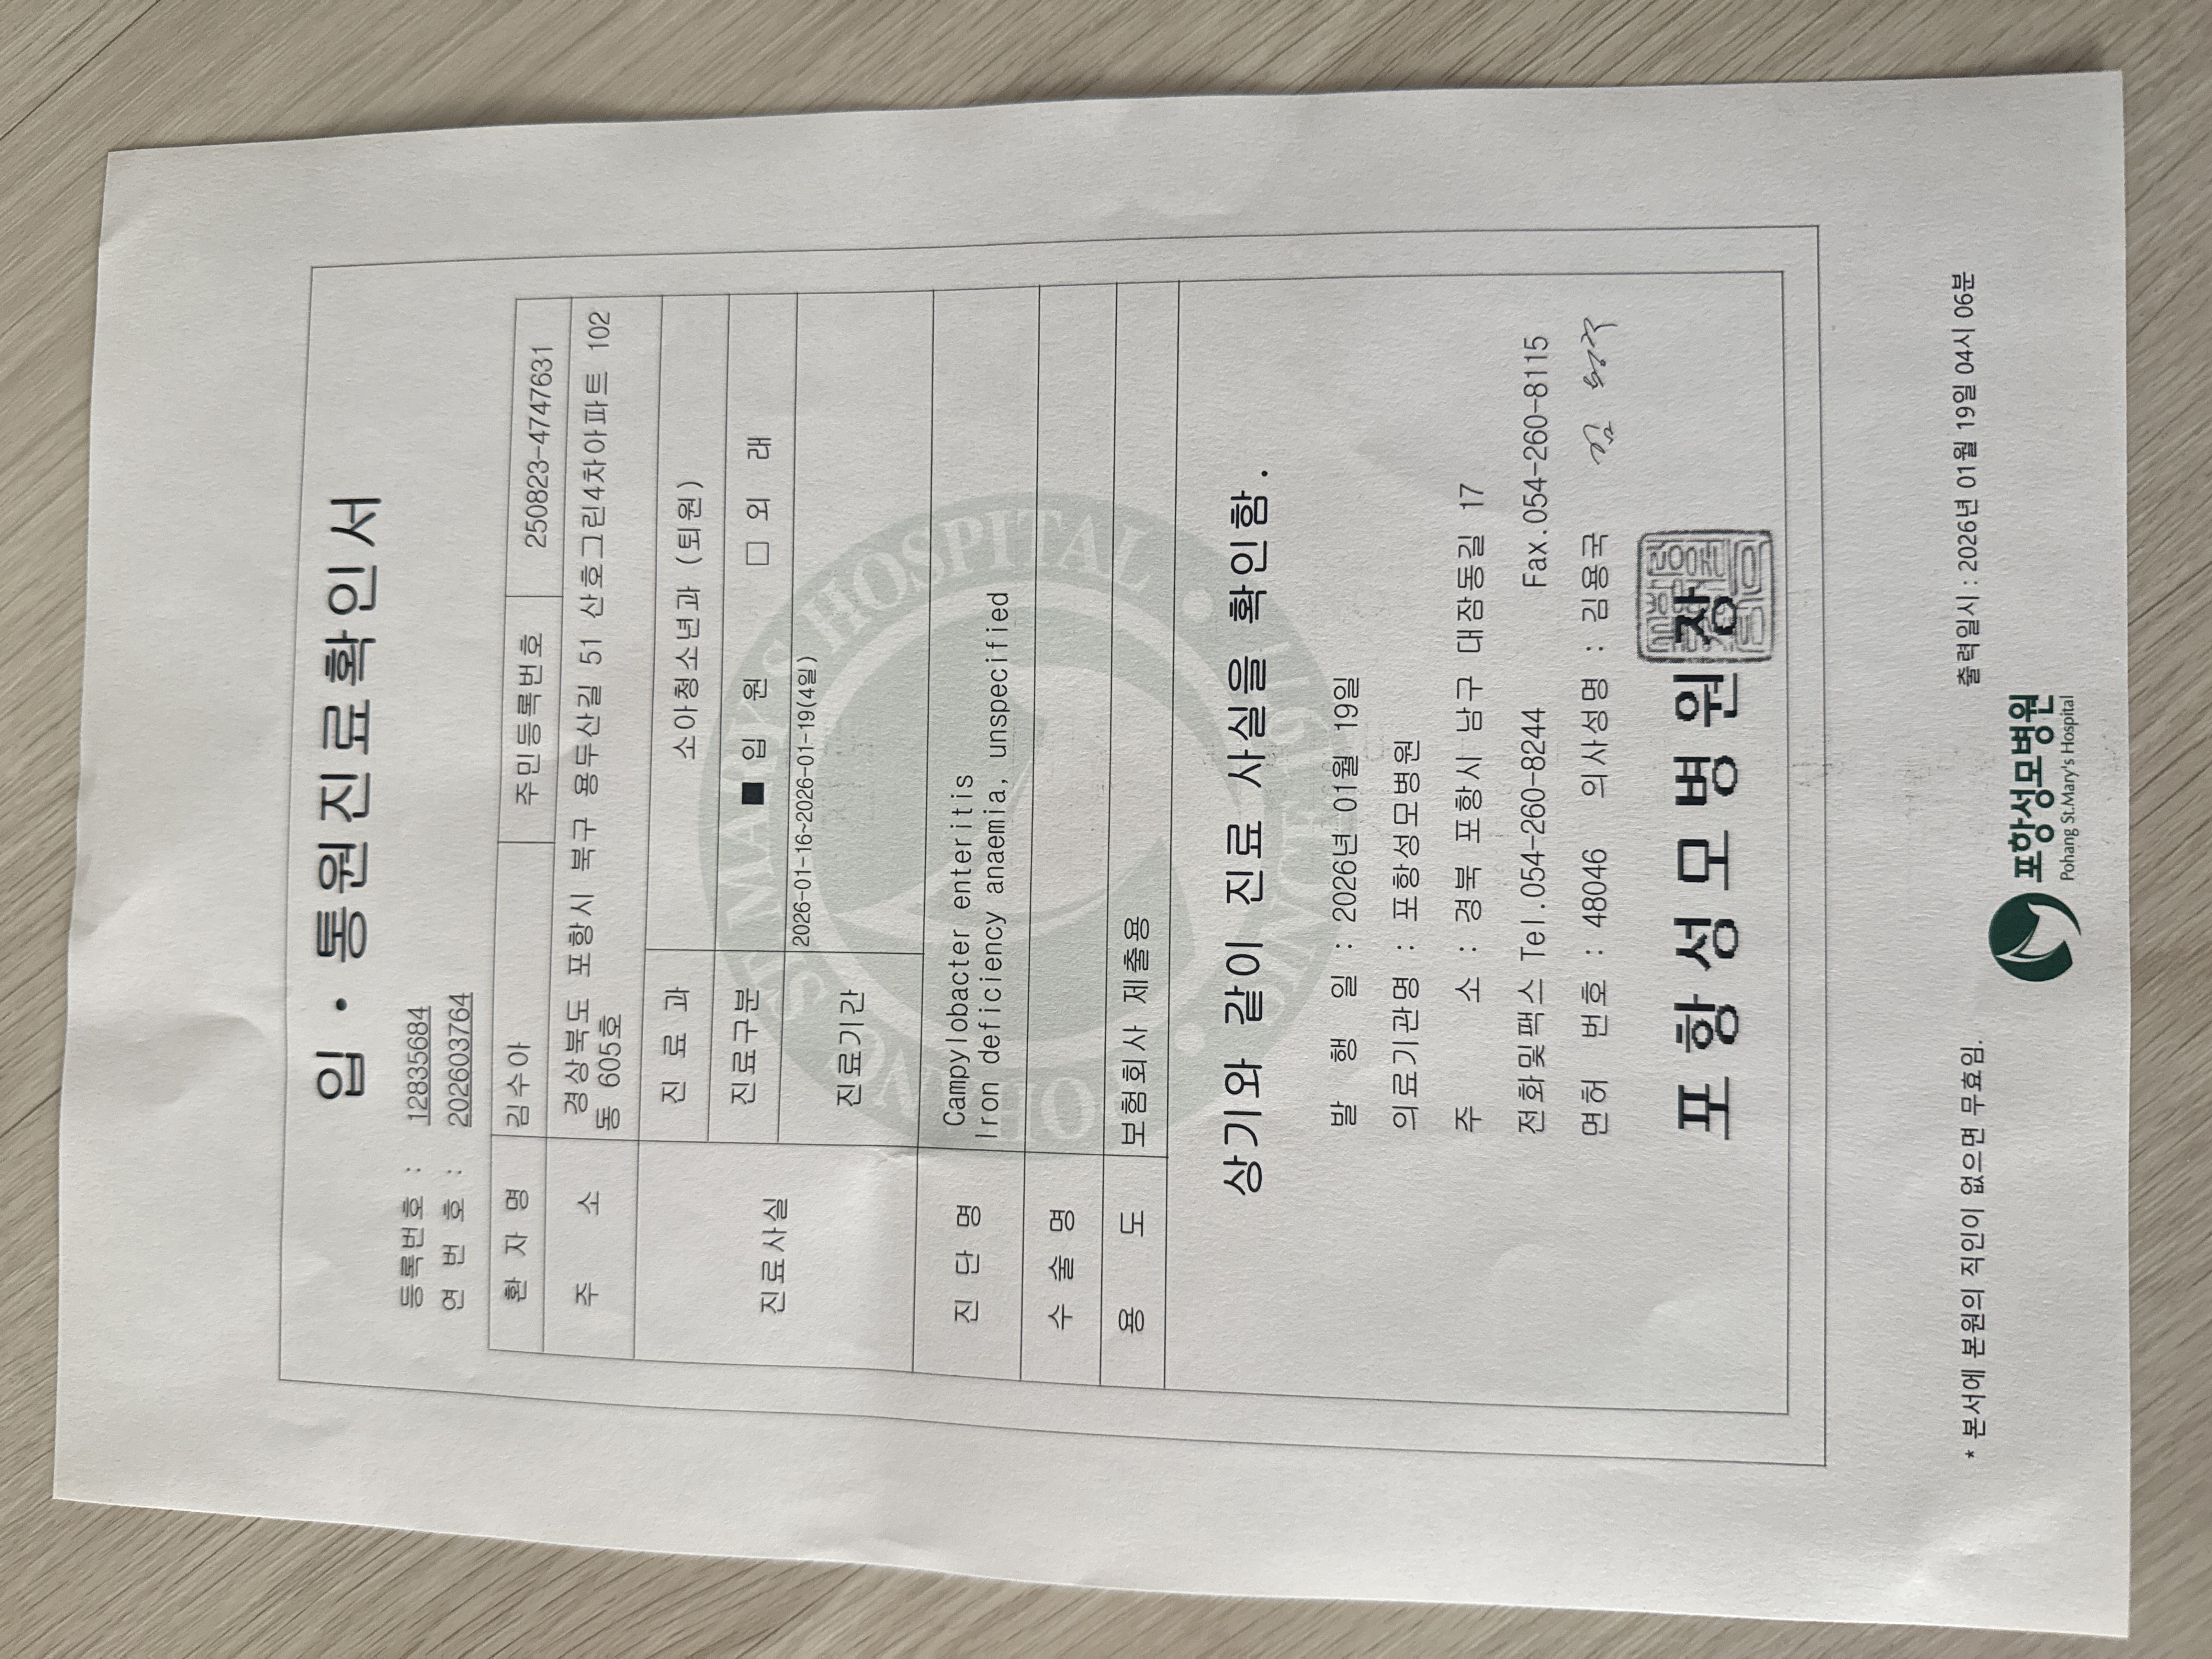 입 · 통원진료확인서
등록번호 : 12835684
연 번 호 : 202603764
환 자 명 김수아 주민등록번호 250823-4747631
주 소 경상북도 포항시 북구 용두산길 51 산호그린4차아파트 102
동 605호
진료사실 진 료 과 소아청소년과 (퇴원)
진료구분 ■ 입 원 □ 외 래
진료기간 2026-01-16~2026-01-19(4일)
진 단 명 Campylobacter enteritis
Iron deficiency anaemia, unspecified
수 술 명
용 도 보험회사 제출용
상기와 같이 진료 사실을 확인함.
발 행 일 : 2026년 01월 19일
의료기관명 : 포항성모병원
주 소 : 경북 포항시 남구 대잠동길 17
전화및팩스 Tel.054-260-8244 Fax.054-260-8115
면허 번호 : 48046 의사성명 : 김용국
포 항 성 모 병 원 장
* 본서에 본원의 직인이 없으면 무효임.
출력일시 : 2026년 01월 19일 04시 06분
포항성모병원
Pohang St.Mary's Hospital